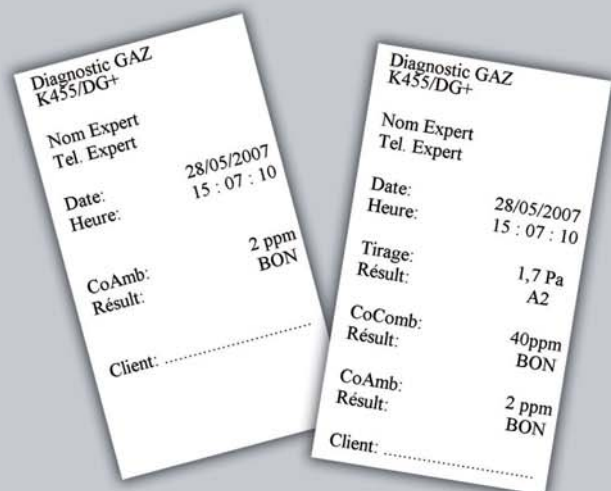 Diagnostic GAZ
K455/DG+
Nom Expert
Tel. Expert
Date: 28/05/2007
Heure: 15 : 07 : 10
CoAmb: 2 ppm
Résult: BON
Client: ................................
Diagnostic GAZ
K455/DG+
Nom Expert
Tel. Expert
Date: 28/05/2007
Heure: 15 : 07 : 10
Tirage: 1,7 Pa
Résult: A2
CoComb: 40ppm
Résult: BON
CoAmb: 2 ppm
Résult: BON
Client: ................................